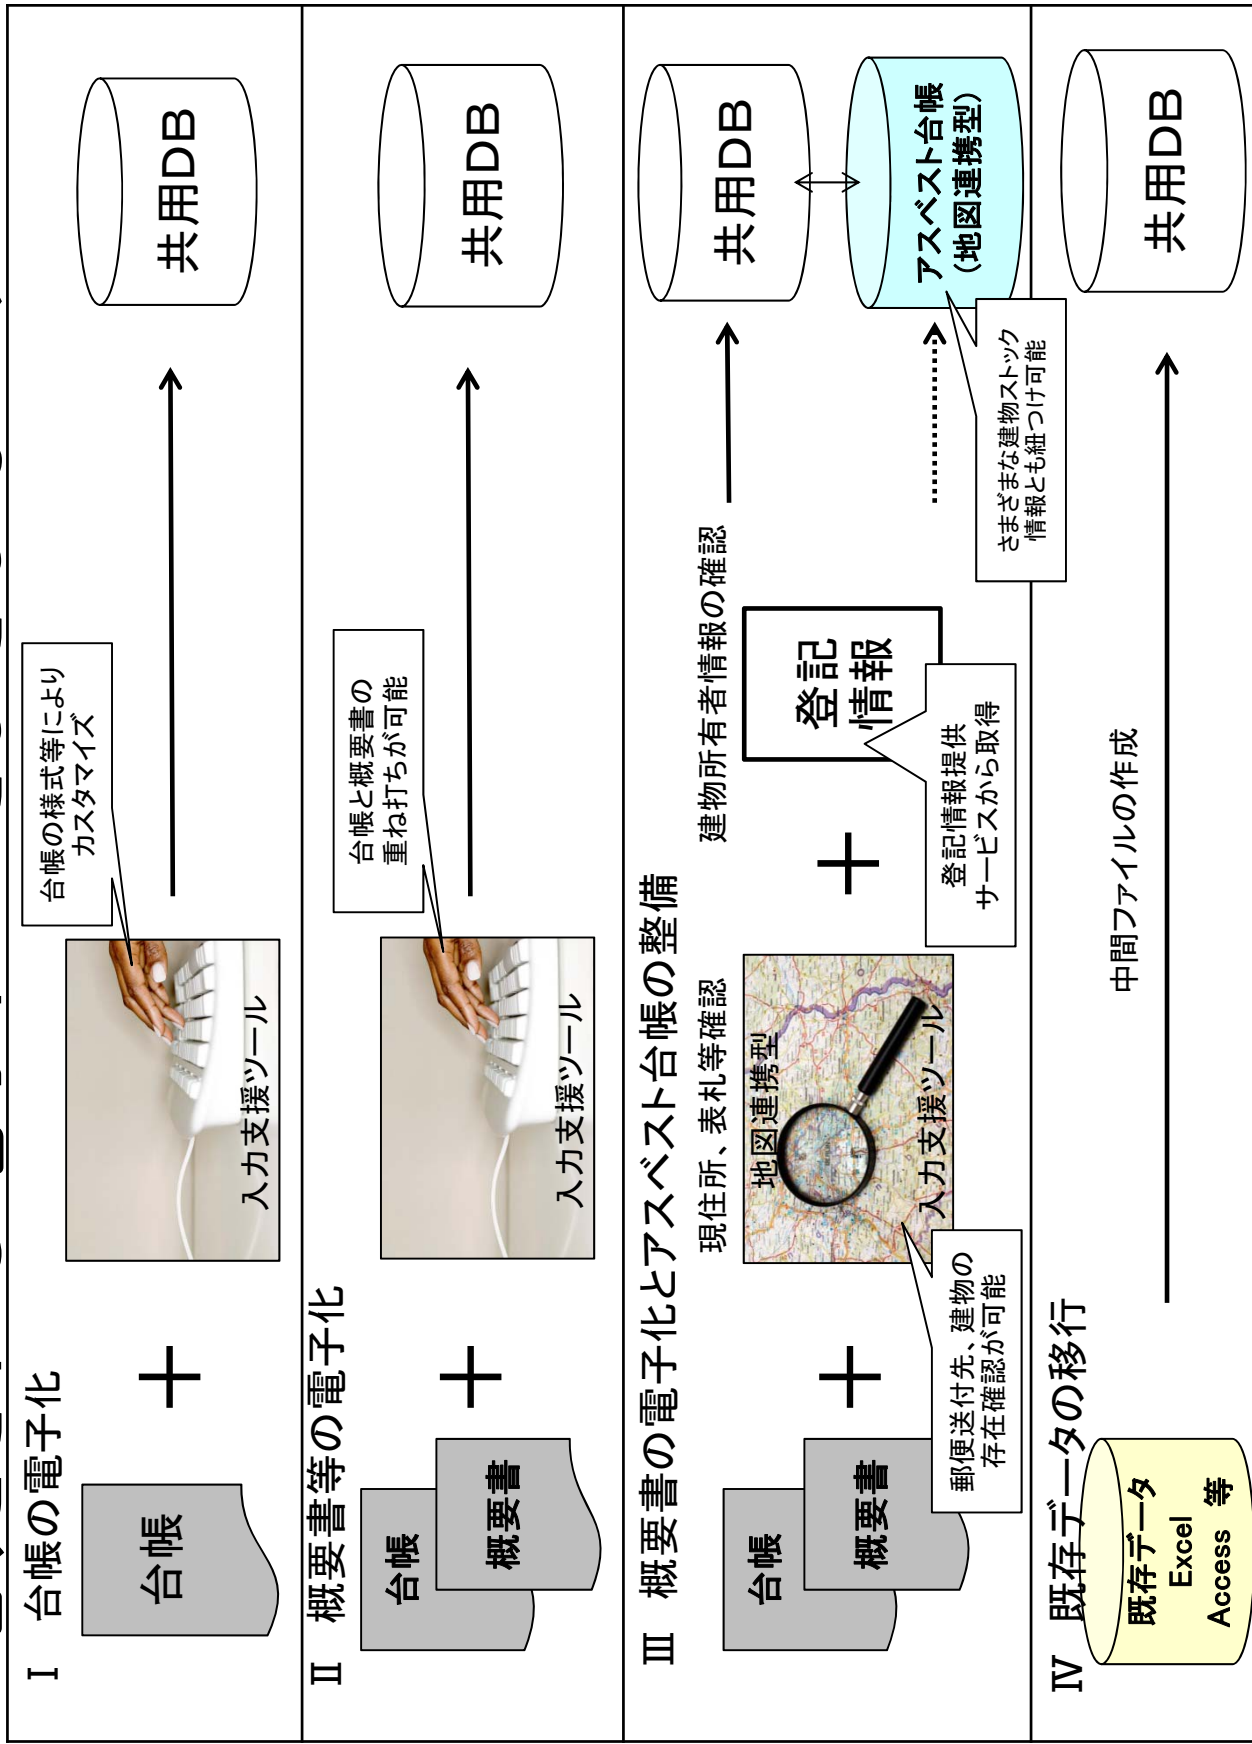 Ⅰ 台帳の電子化
台帳
＋
入力支援ツール
台帳の様式等により
カスタマイズ
共用DB
Ⅱ 概要書等の電子化
台帳
概要書
＋
入力支援ツール
台帳と概要書の
重ね打ちが可能
共用DB
Ⅲ 概要書の電子化とアスベスト台帳の整備
台帳
概要書
＋
現住所、表札等確認
地図連携型
入力支援ツール
郵便送付先、建物の
存在確認が可能
＋
建物所有者情報の確認
登記
情報
登記情報提供
サービスから取得
共用DB
アスベスト台帳
（地図連携型）
さまざまな建物ストック
情報とも紐つけ可能
Ⅳ 既存データの移行
既存データ
Excel
Access 等
中間ファイルの作成
共用DB